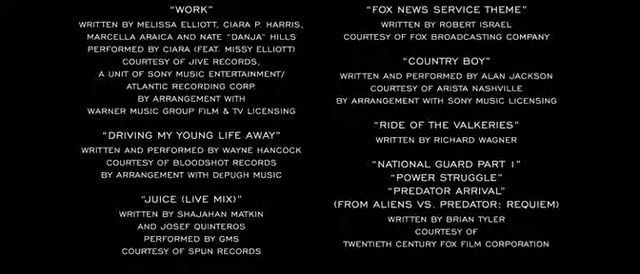 “WORK”
WRITTEN BY MELISSA ELLIOTT, CIARA P. HARRIS,
MARCELLA ARAICA AND NATE “DANJA” HILLS
PERFORMED BY CIARA (FEAT. MISSY ELLIOTT)
COURTESY OF JIVE RECORDS,
A UNIT OF SONY MUSIC ENTERTAINMENT/
ATLANTIC RECORDING CORP.
BY ARRANGEMENT WITH
WARNER MUSIC GROUP FILM & TV LICENSING
“DRIVING MY YOUNG LIFE AWAY”
WRITTEN AND PERFORMED BY WAYNE HANCOCK
COURTESY OF BLOODSHOT RECORDS
BY ARRANGEMENT WITH DePUGH MUSIC
“JUICE (LIVE MIX)”
WRITTEN BY SHAJAHAN MATKIN
AND JOSEF QUINTEROS
PERFORMED BY GMS
COURTESY OF SPUN RECORDS
“FOX NEWS SERVICE THEME”
WRITTEN BY ROBERT ISRAEL
COURTESY OF FOX BROADCASTING COMPANY
“COUNTRY BOY”
WRITTEN AND PERFORMED BY ALAN JACKSON
COURTESY OF ARISTA NASHVILLE
BY ARRANGEMENT WITH SONY MUSIC LICENSING
“RIDE OF THE VALKERIES”
WRITTEN BY RICHARD WAGNER
“NATIONAL GUARD PART 1”
“POWER STRUGGLE”
“PREDATOR ARRIVAL”
(FROM ALIENS VS. PREDATOR: REQUIEM)
WRITTEN BY BRIAN TYLER
COURTESY OF
TWENTIETH CENTURY FOX FILM CORPORATION